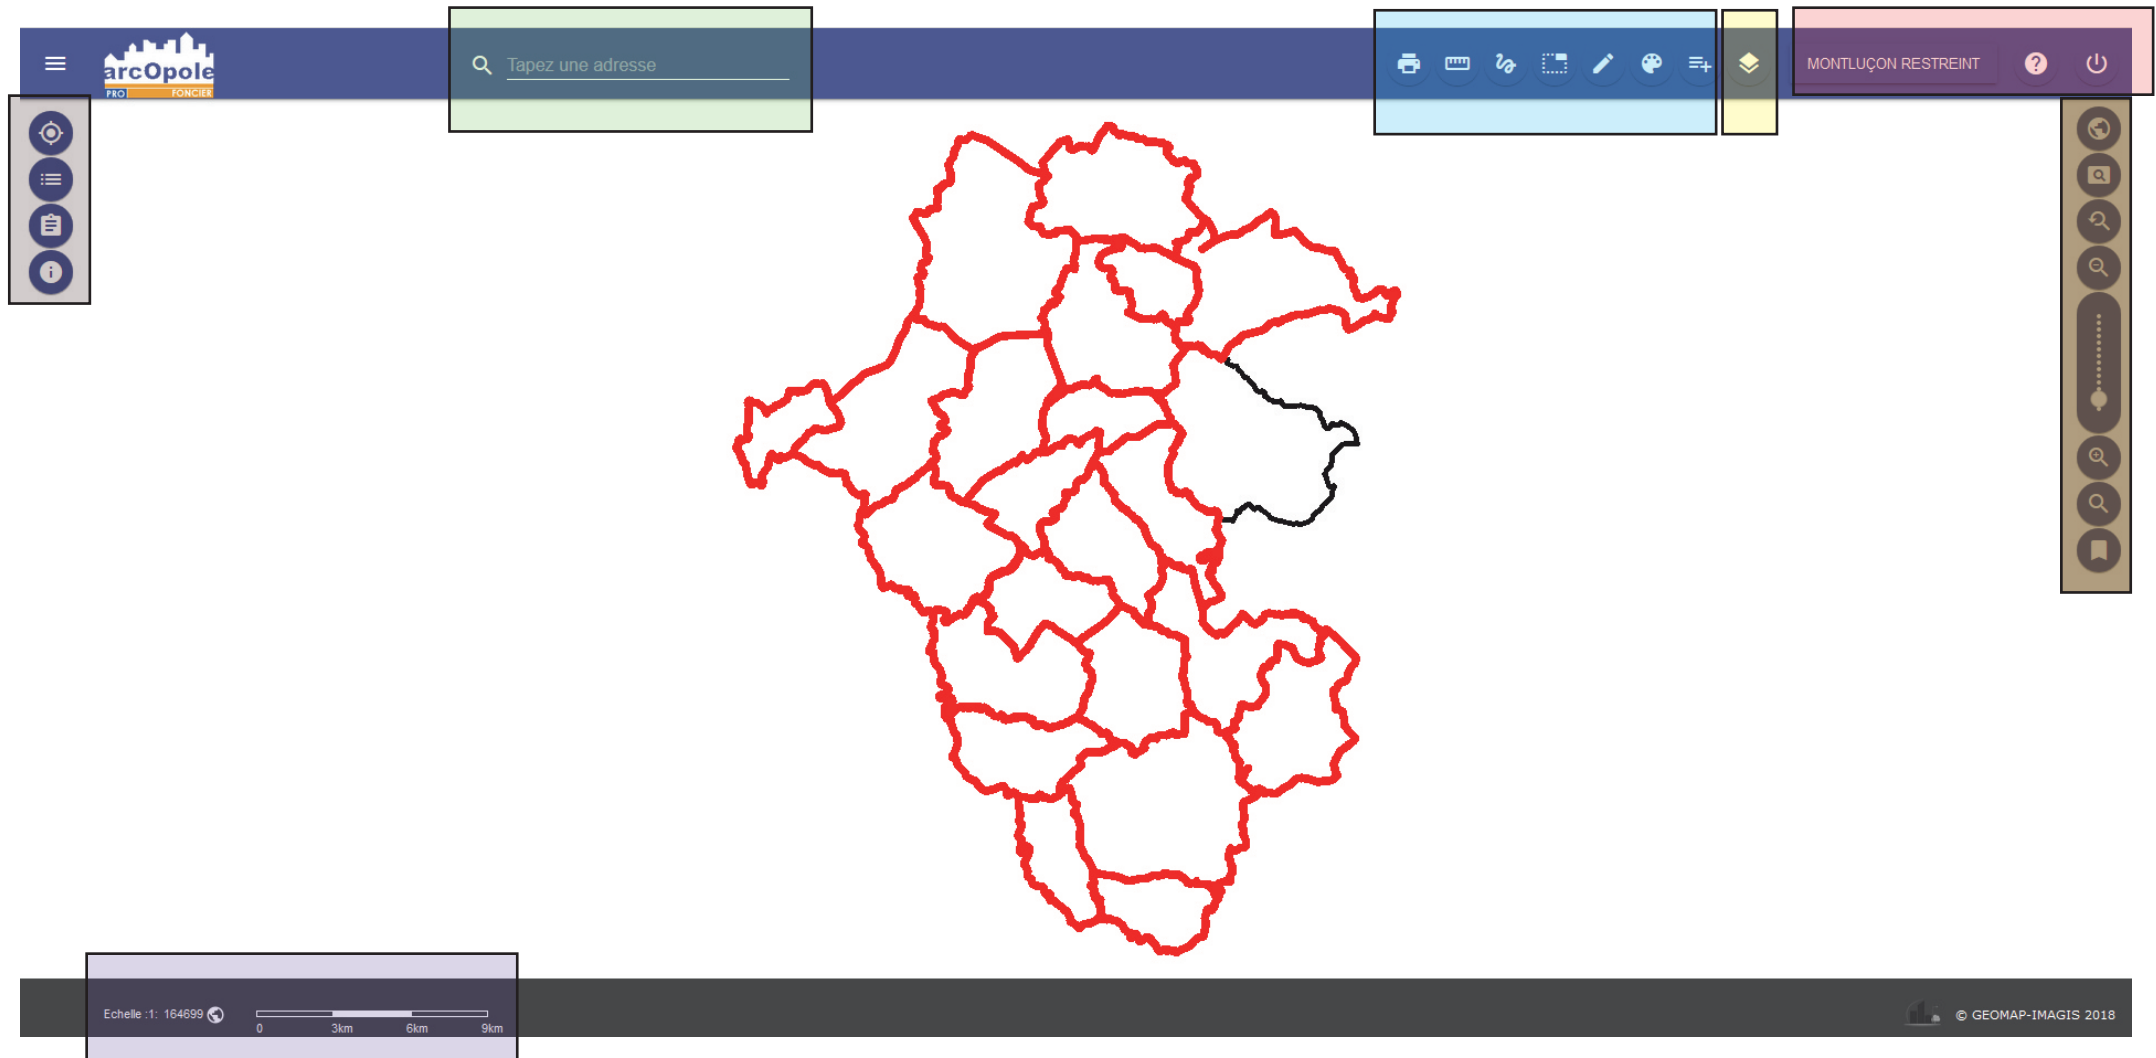 arcOpole
PRO FONCIER
Tapez une adresse
MONTLUÇON RESTREINT
Echelle :1: 164699
0 3km 6km 9km
© GEOMAP-IMAGIS 2018